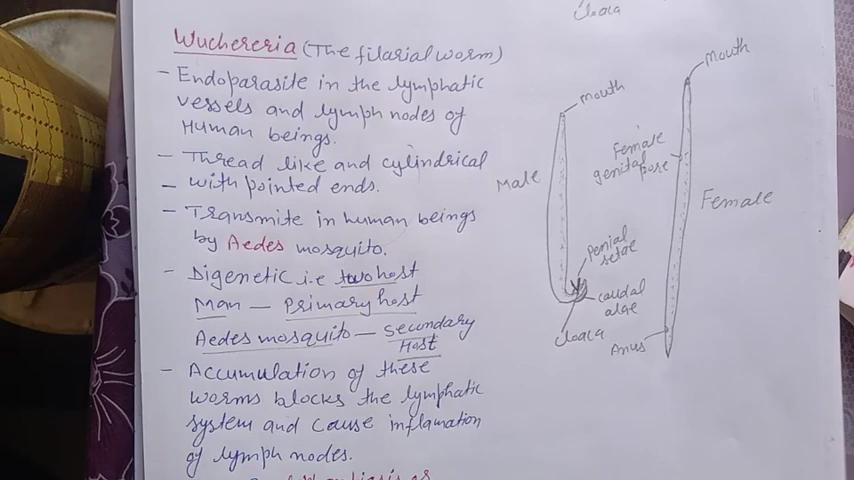 Cloaca
Wuchereria (The filarial worm)
- Endoparasite in the lymphatic
vessels and lymph nodes of
Human beings.
- Thread like and cylindrical
- with pointed ends.
- Transmite in human beings
by Aedes mosquito.
- Digenetic i.e two host
Man — Primary host
Aedes mosquito — Secondary
Host
- Accumulation of these
worms blocks the lymphatic
system and cause inflamation
of lymph nodes.
Mouth
Male
Penial
setae
caudal
alae
Cloaca
Mouth
Female
genital
pore
Female
Anus